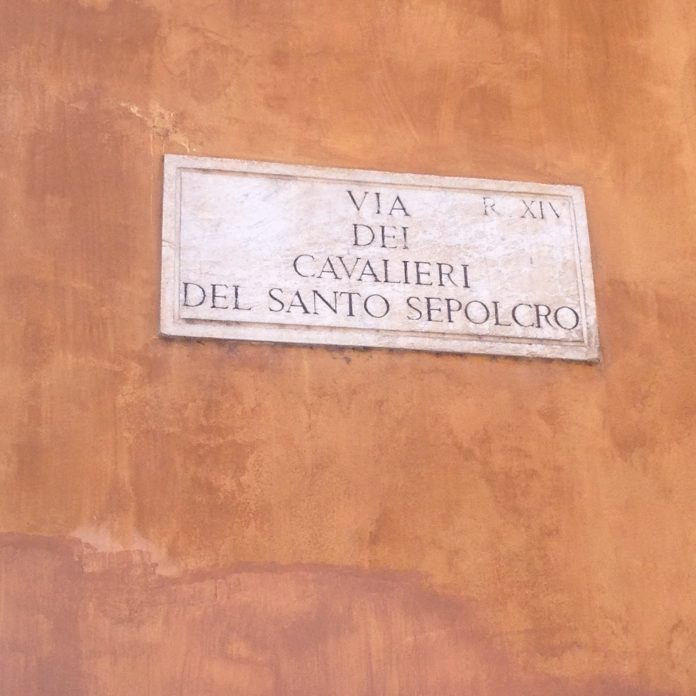 VIA R. XIV
DEI
CAVALIERI
DEL SANTO SEPOLCRO